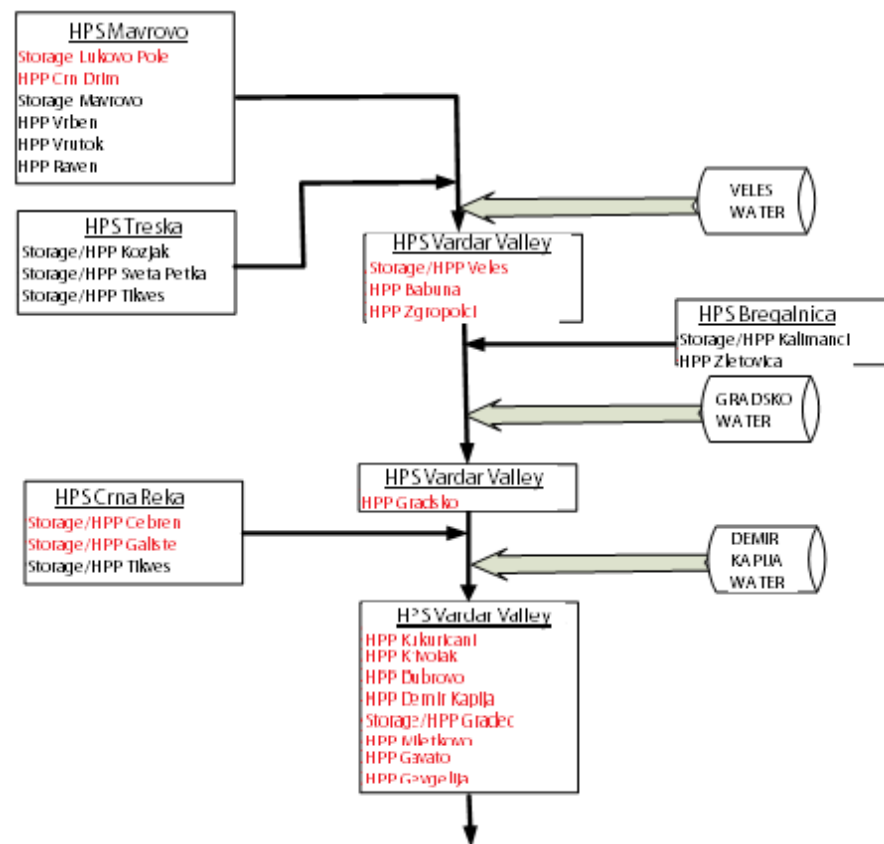 HPS Mavrovo
Storage Lukovo Pole
HPP Crn Drim
Storage Mavrovo
HPP Vrben
HPP Vrutok
HPP Raven
VELES
WATER
HPS Treska
Storage/HPP Kozjak
Storage/HPP Sveta Petka
Storage/HPP Tikves
HPS Vardar Valley
Storage/HPP Veles
HPP Babuna
HPP Zgropolci
HPS Bregalnica
Storage/HPP Kalimanci
HPP Zletovica
GRADSKO
WATER
HPS Vardar Valley
HPP Gradsko
HPS Crna Reka
Storage/HPP Cebren
Storage/HPP Galiste
Storage/HPP Tikves
DEMIR
KAPIJA
WATER
HPS Vardar Valley
HPP Kukuricani
HPP Krivolak
HPP Dubrovo
HPP Demir Kapija
Storage/HPP Gradec
HPP Miletkovo
HPP Gavato
HPP Gevgelija